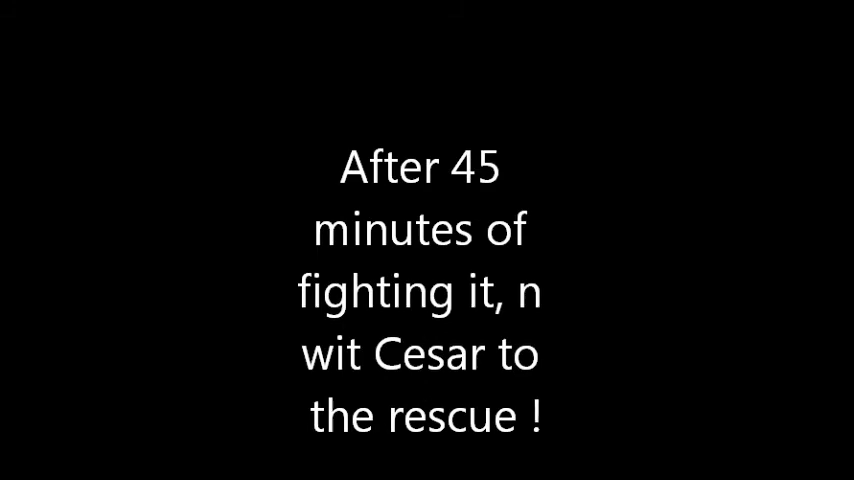 After 45
minutes of
fighting it, n
wit Cesar to
the rescue !